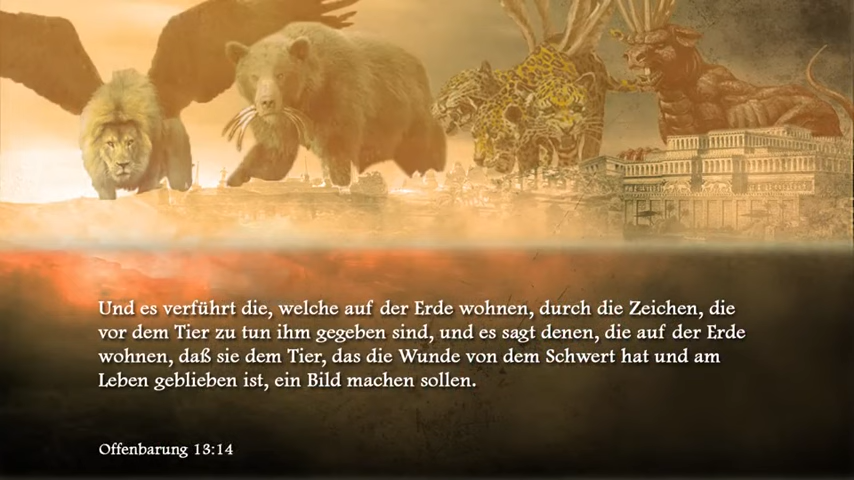 Und es verführt die, welche auf der Erde wohnen, durch die Zeichen, die
vor dem Tier zu tun ihm gegeben sind, und es sagt denen, die auf der Erde
wohnen, daß sie dem Tier, das die Wunde von dem Schwert hat und am
Leben geblieben ist, ein Bild machen sollen.
Offenbarung 13:14